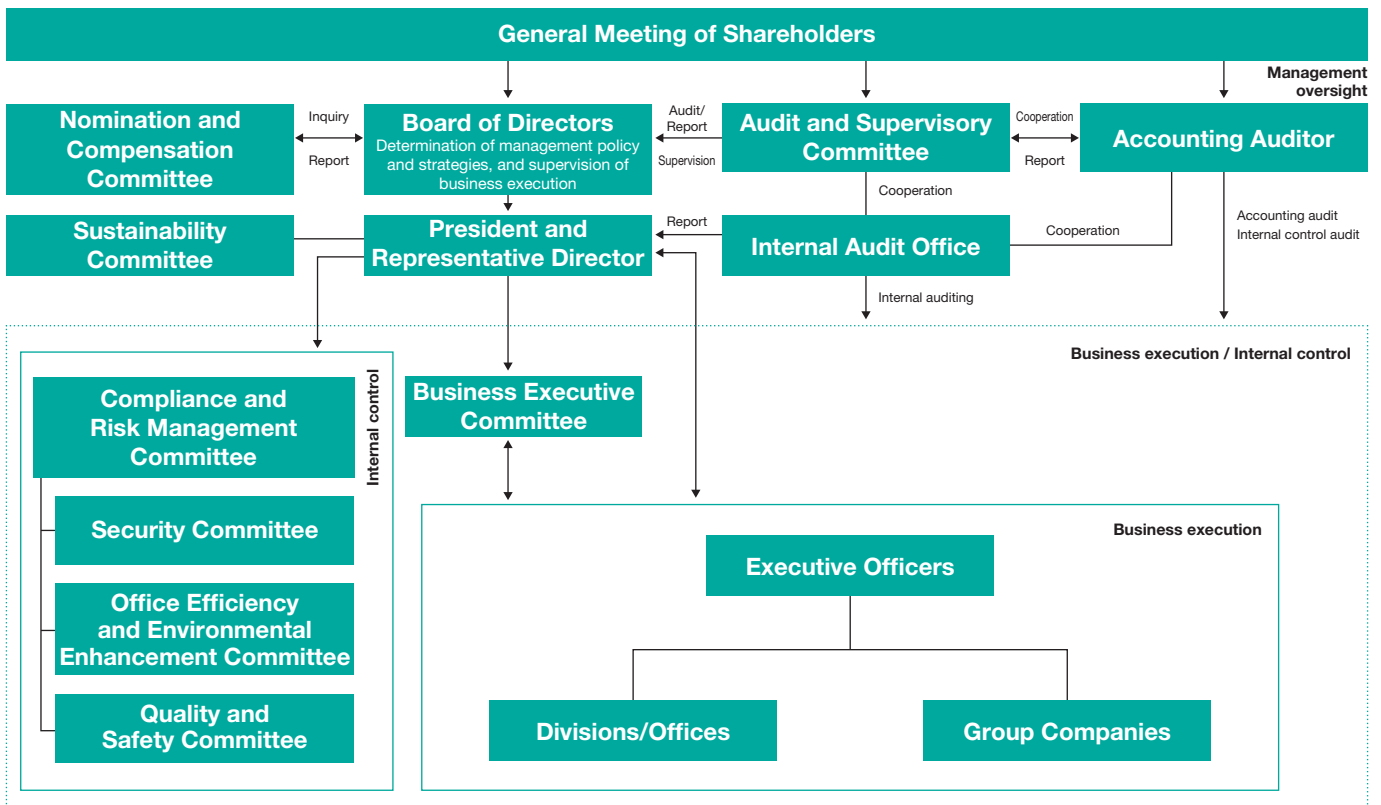 General Meeting of Shareholders
Management
oversight
Nomination and
Compensation
Committee
Inquiry
Report
Board of Directors
Determination of management policy
and strategies, and supervision of
business execution
Audit/
Report
Supervision
Audit and Supervisory
Committee
Cooperation
Report
Accounting Auditor
Cooperation
Sustainability
Committee
President and
Representative Director
Report
Internal Audit Office
Cooperation
Accounting audit
Internal control audit
Internal auditing
Business execution / Internal control
Internal control
Compliance and
Risk Management
Committee
Security Committee
Office Efficiency
and Environmental
Enhancement Committee
Quality and
Safety Committee
Business Executive
Committee
Business execution
Executive Officers
Divisions/Offices
Group Companies